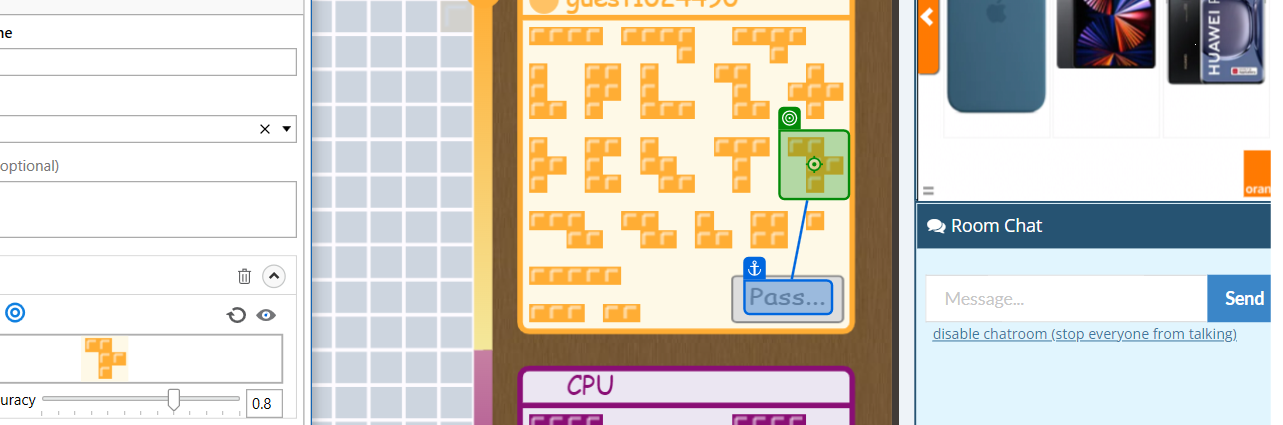 ne
optional)
uracy
0.8
Pass...
CPU
HUAWEI
oran
Room Chat
Message...
Send
disable chatroom (stop everyone from talking)